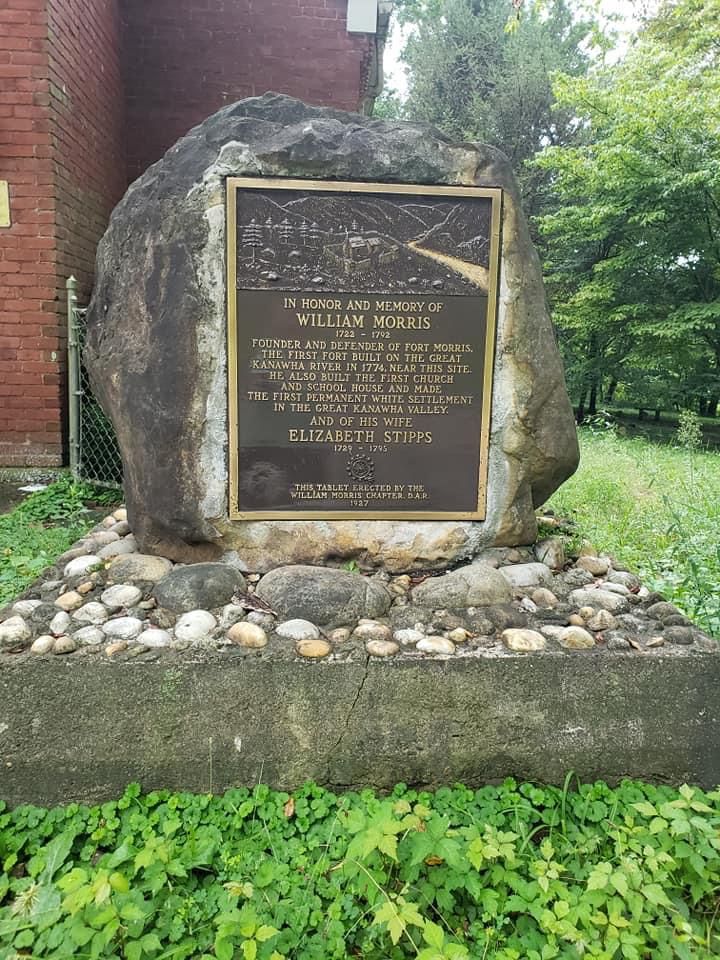 IN HONOR AND MEMORY OF
WILLIAM MORRIS
1722 - 1792
FOUNDER AND DEFENDER OF FORT MORRIS,
THE FIRST FORT BUILT ON THE GREAT
KANAWHA RIVER IN 1774, NEAR THIS SITE.
HE ALSO BUILT THE FIRST CHURCH
AND SCHOOL HOUSE AND MADE
THE FIRST PERMANENT WHITE SETTLEMENT
IN THE GREAT KANAWHA VALLEY.
AND OF HIS WIFE
ELIZABETH STIPPS
1729 - 1795
THIS TABLET ERECTED BY THE
WILLIAM MORRIS CHAPTER, D.A.R.
1927